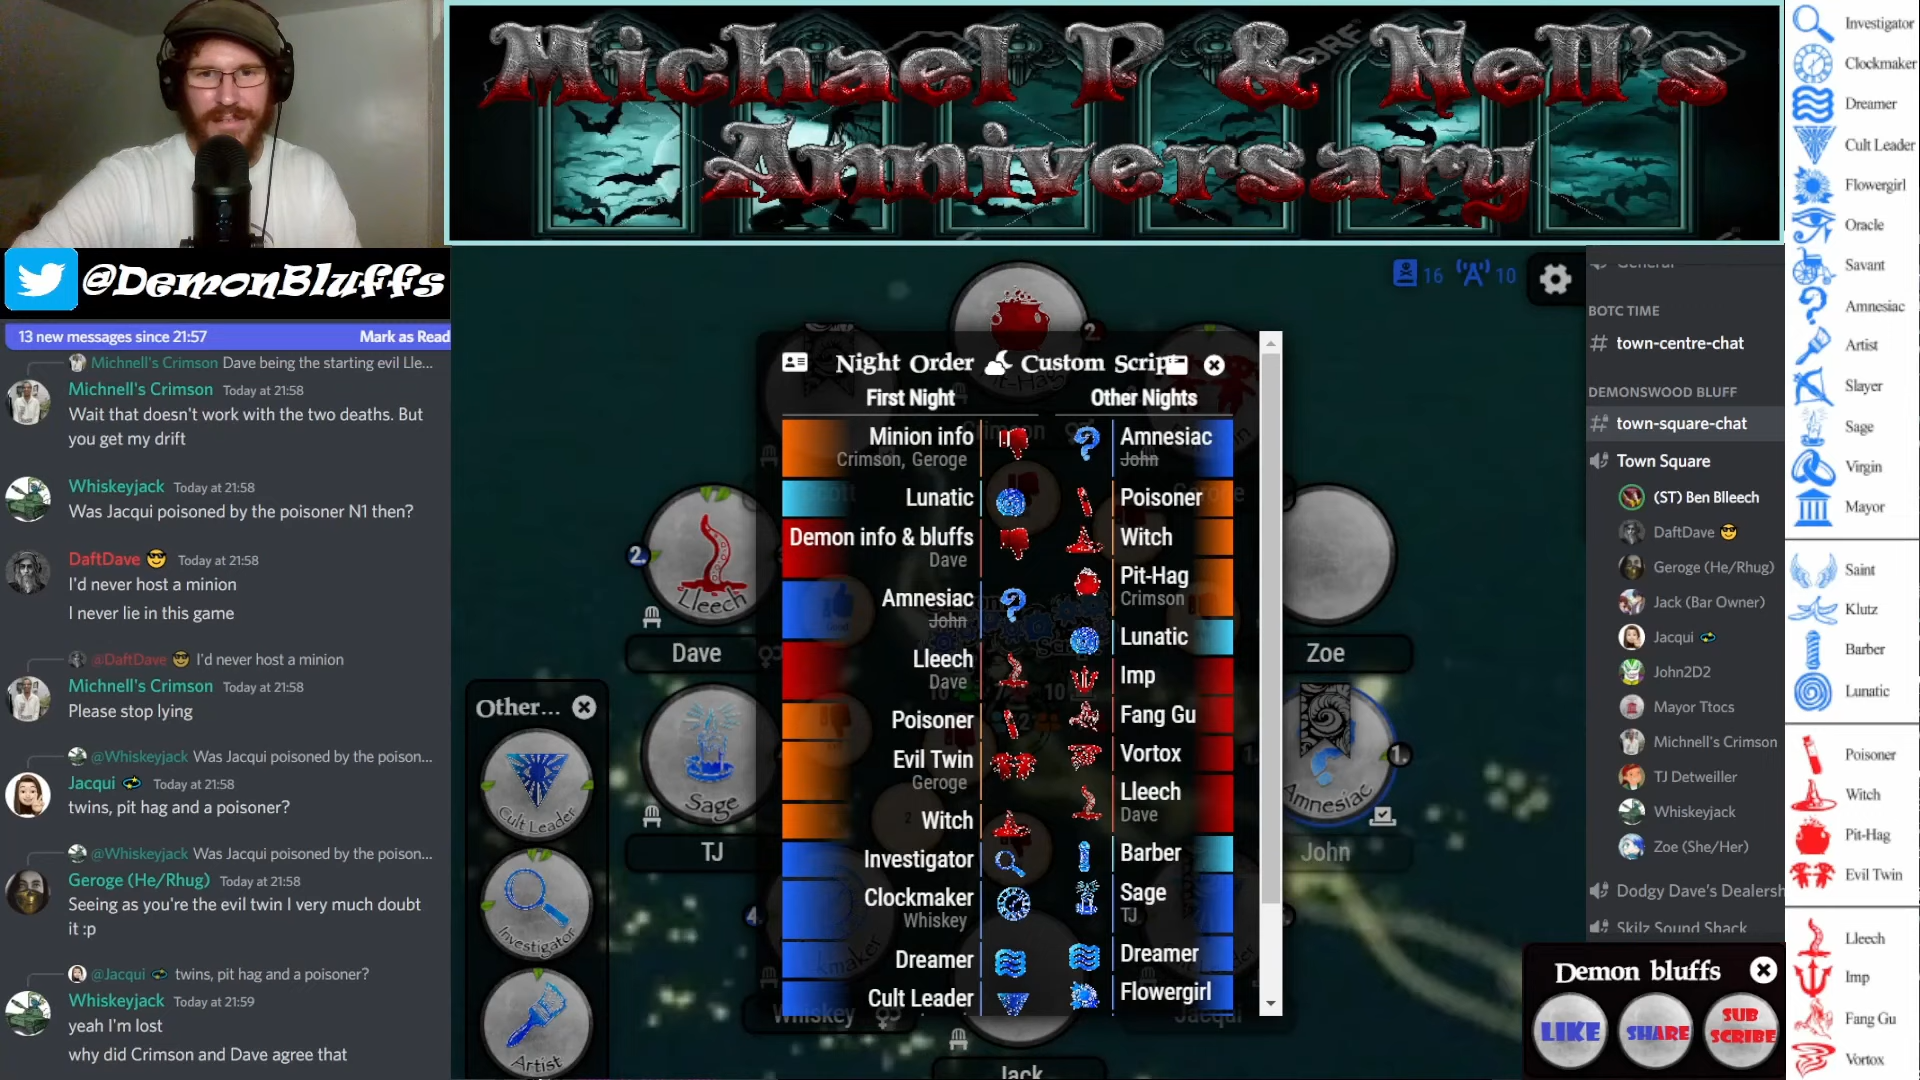 Michael P & Nell's
Anniversary
@DemonBluffs
13 new messages since 21:57
Mark as Read
Michnell's Crimson Dave being the starting evil Lle...
Michnell's Crimson Today at 21:58
Wait that doesn't work with the two deaths. But
you get my drift
Whiskeyjack Today at 21:58
Was Jacqui poisoned by the poisoner N1 then?
DaftDave Today at 21:58
I'd never host a minion
I never lie in this game
@DaftDave I'd never host a minion
Michnell's Crimson Today at 21:58
Please stop lying
@Whiskeyjack Was Jacqui poisoned by the poison...
Jacqui Today at 21:58
twins, pit hag and a poisoner?
@Whiskeyjack Was Jacqui poisoned by the poison...
Geroge (He/Rhug) Today at 21:58
Seeing as you're the evil twin I very much doubt
it :p
@Jacqui twins, pit hag and a poisoner?
Whiskeyjack Today at 21:59
yeah I'm lost
why did Crimson and Dave agree that
16
10
Lleech
2.
Dave
Sage
TJ
Other...
Cult Leader
Investigator
Artist
Night Order
Custom Script
First Night
Other Nights
Minion info
Crimson, Geroge
Lunatic
Demon info & bluffs
Dave
Amnesiac
John
Lleech
Dave
Poisoner
Evil Twin
Geroge
Witch
Investigator
Clockmaker
Whiskey
Dreamer
Cult Leader
Amnesiac
John
Poisoner
Witch
Pit-Hag
Crimson
Lunatic
Imp
Fang Gu
Vortox
Lleech
Dave
Barber
Sage
TJ
Dreamer
Flowergirl
Whiskey
Jacqui
Jack
4.
2.
Zoe
Amnesiac
1.
John
General
BOTC TIME
# town-centre-chat
DEMONSWOOD BLUFF
# town-square-chat
Town Square
(ST) Ben Blleech
DaftDave
Geroge (He/Rhug)
Jack (Bar Owner)
Jacqui
John2D2
Mayor Ttocs
Michnell's Crimson
TJ Detweiller
Whiskeyjack
Zoe (She/Her)
Dodgy Dave's Dealersh
Skilz Sound Shack
Demon bluffs
LIKE
SHARE
SUB
SCRIBE
Investigator
Clockmaker
Dreamer
Cult Leader
Flowergirl
Oracle
Savant
Amnesiac
Artist
Slayer
Sage
Virgin
Mayor
Saint
Klutz
Barber
Lunatic
Poisoner
Witch
Pit-Hag
Evil Twin
Lleech
Imp
Fang Gu
Vortox